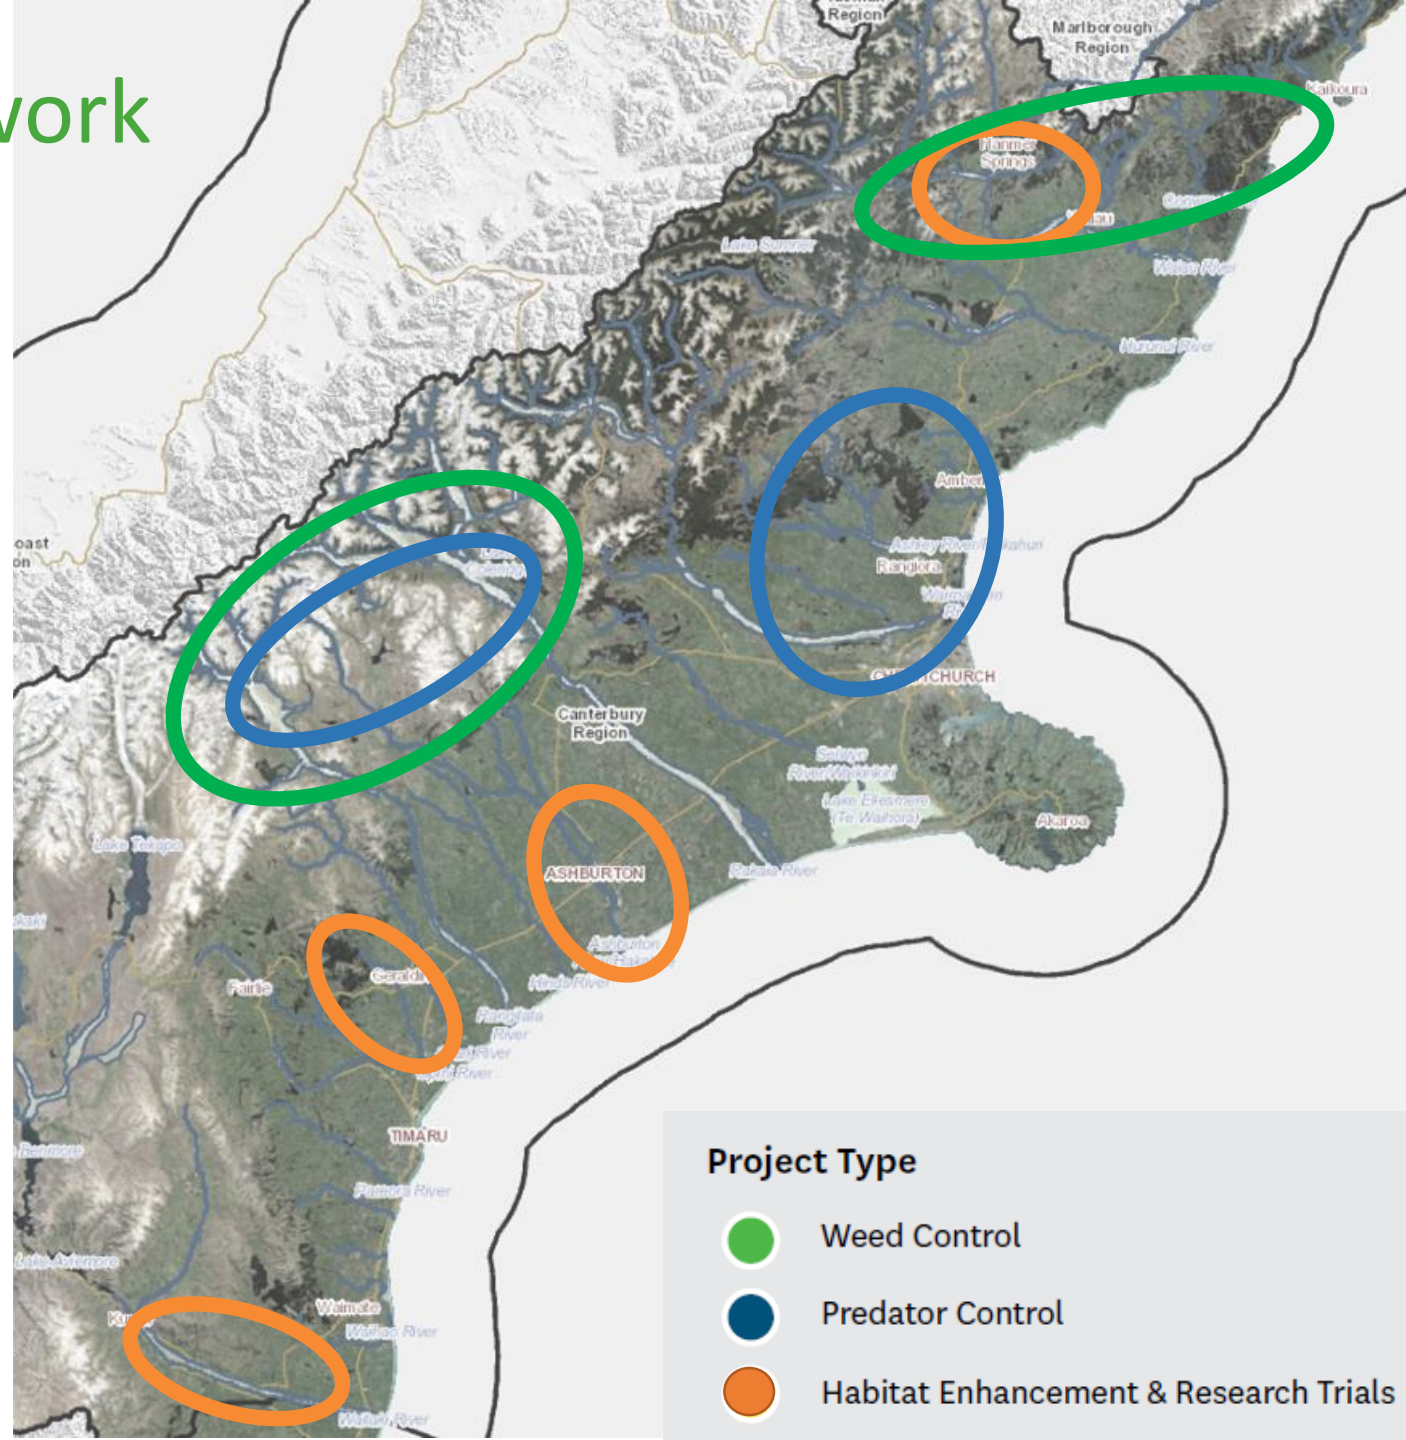 work
Region
Marlborough
Region
Kaikoura
Hanmer
Springs
Lake Sumner
Waiau River
Hurunui River
Ashley River/Rakahuri
Rangiora
CHRISTCHURCH
Canterbury
Region
Selwyn
River/Waikirikiri
Lake Ellesmere
(Te Waihora)
Akaroa
Lake Tekapo
ASHBURTON
Rakaia River
Ashburton
Hinds River
Fairlie
Rangitata
River
TIMARU
Pareora River
Benmore
Lake Aviemore
Waimate
Waihao River
Waitaki River
Project Type
Weed Control
Predator Control
Habitat Enhancement & Research Trials